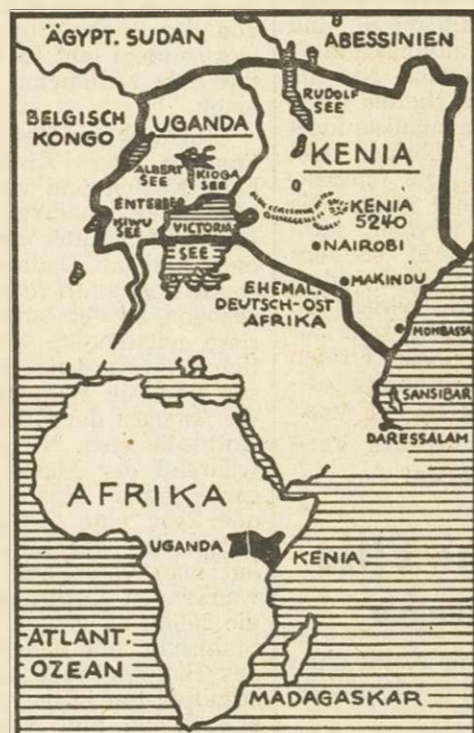 ÄGYPT. SUDAN
ABESSINIEN
RUDOLF
SEE
BELGISCH
KONGO
UGANDA
KENIA
ALBERT
SEE
KIOGA
SEE
ENTEBBE
KIWU
SEE
VICTORIA
SEE
KENIA
5240
NAIROBI
MAKINDU
EHEMAL.
DEUTSCH-OST
AFRIKA
MOMBASSA
SANSIBAR
DARESSALAM
AFRIKA
UGANDA
KENIA
ATLANT.
OZEAN
MADAGASKAR